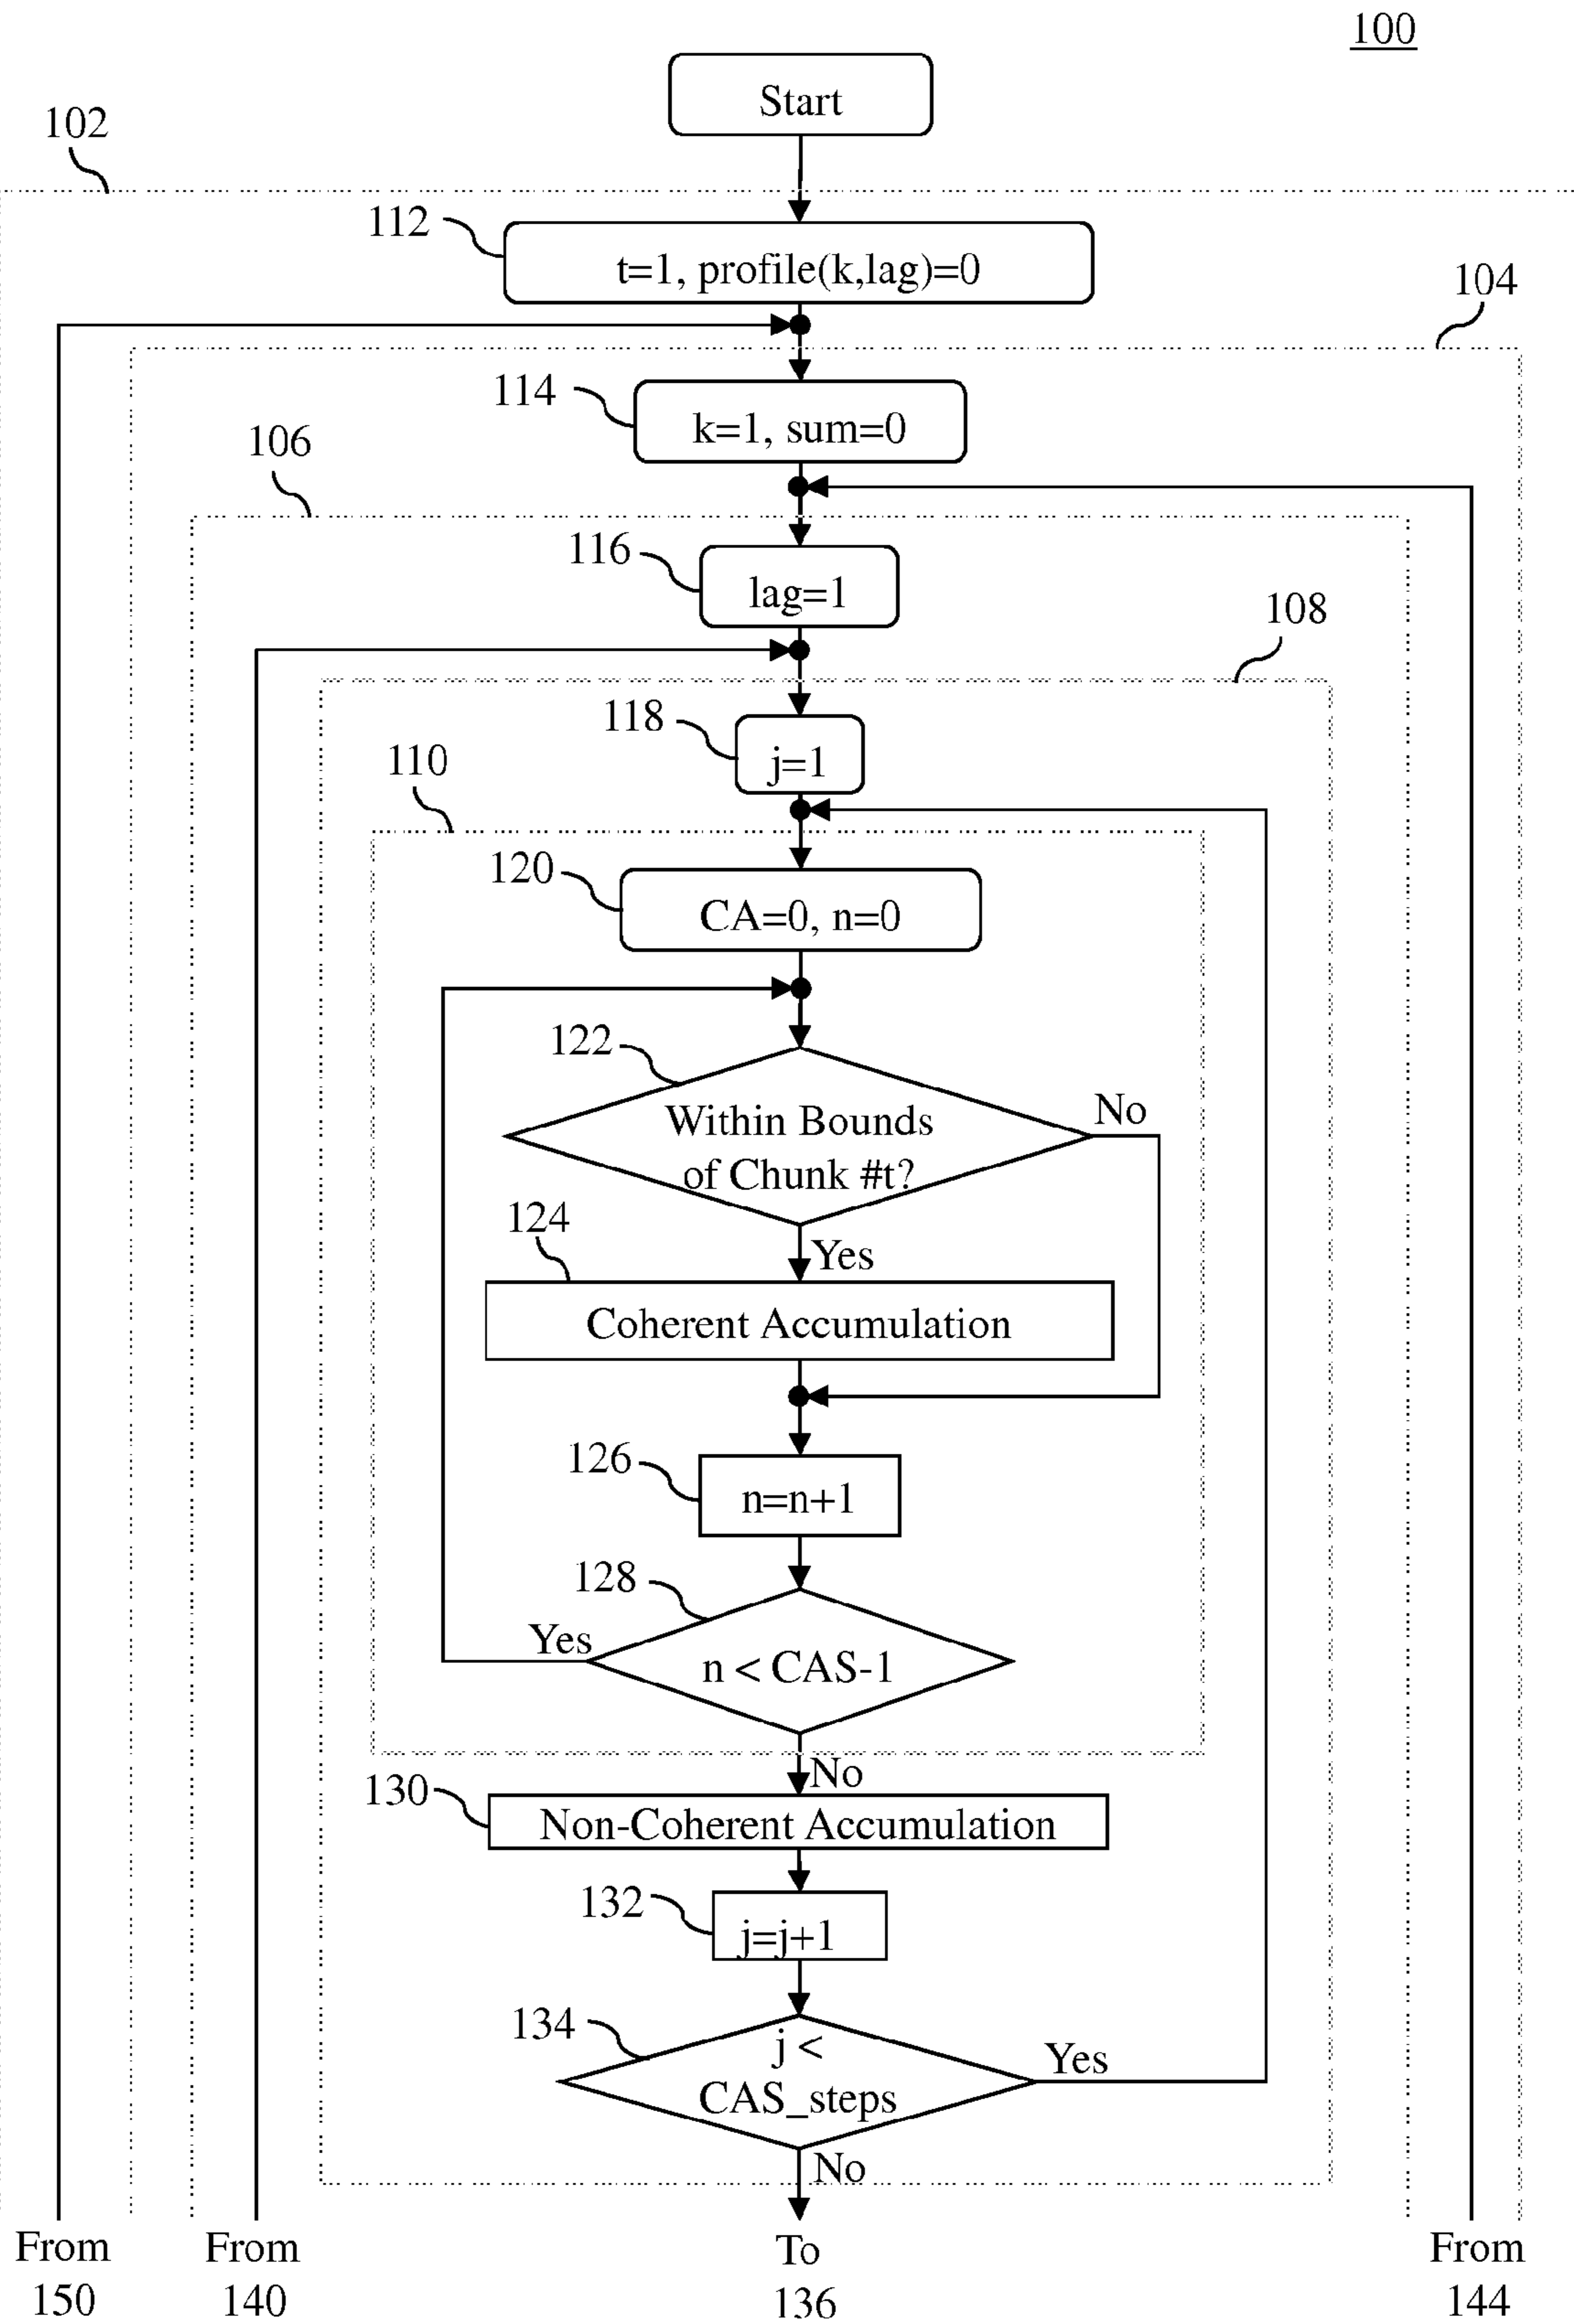 100
Start
102
112
t=1, profile(k,lag)=0
104
114
k=1, sum=0
106
116
lag=1
108
118
j=1
110
120
CA=0, n=0
122
Within Bounds
of Chunk #t?
No
124
Yes
Coherent Accumulation
126
n=n+1
128
Yes
n < CAS-1
No
130
Non-Coherent Accumulation
132
j=j+1
134
j <
CAS_steps
Yes
No
From
150
From
140
To
136
From
144